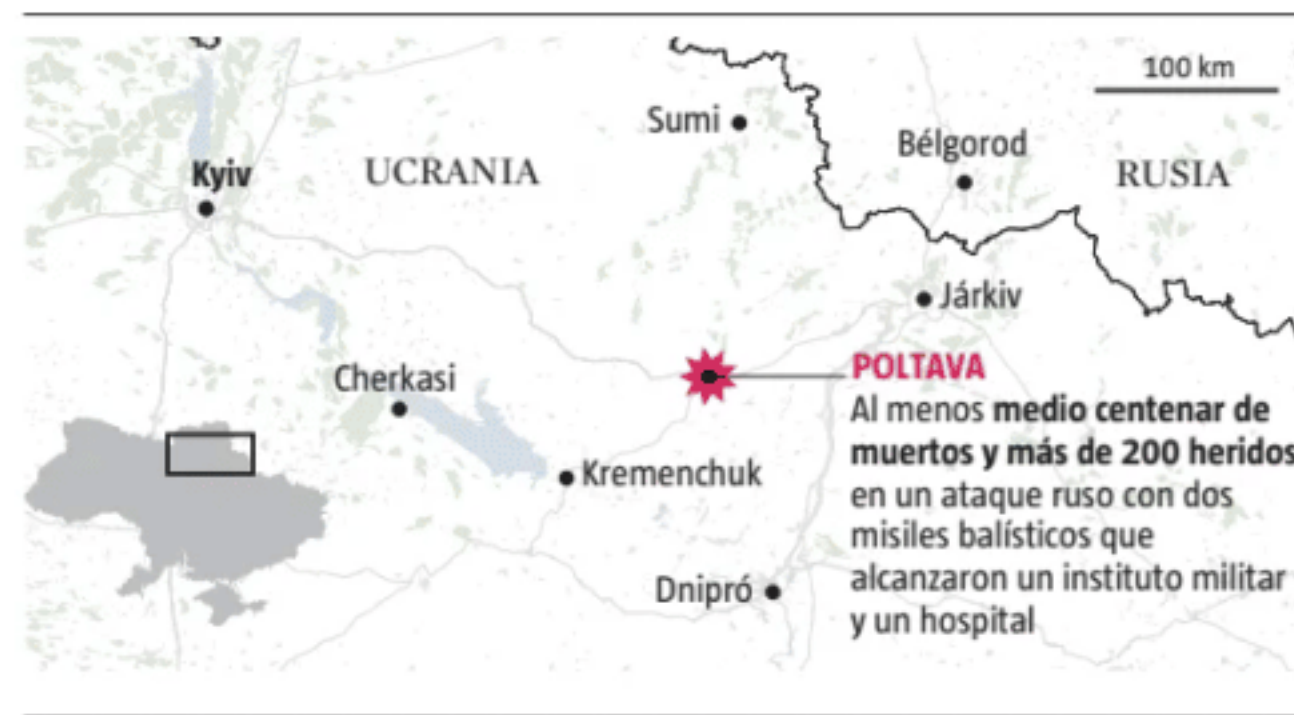 100 km
Sumi
Bélgorod
Kyiv
UCRANIA
RUSIA
Járkiv
POLTAVA
Cherkasi
Al menos medio centenar de
muertos y más de 200 heridos
en un ataque ruso con dos
misiles balísticos que
alcanzaron un instituto militar
y un hospital
Kremenchuk
Dnipró